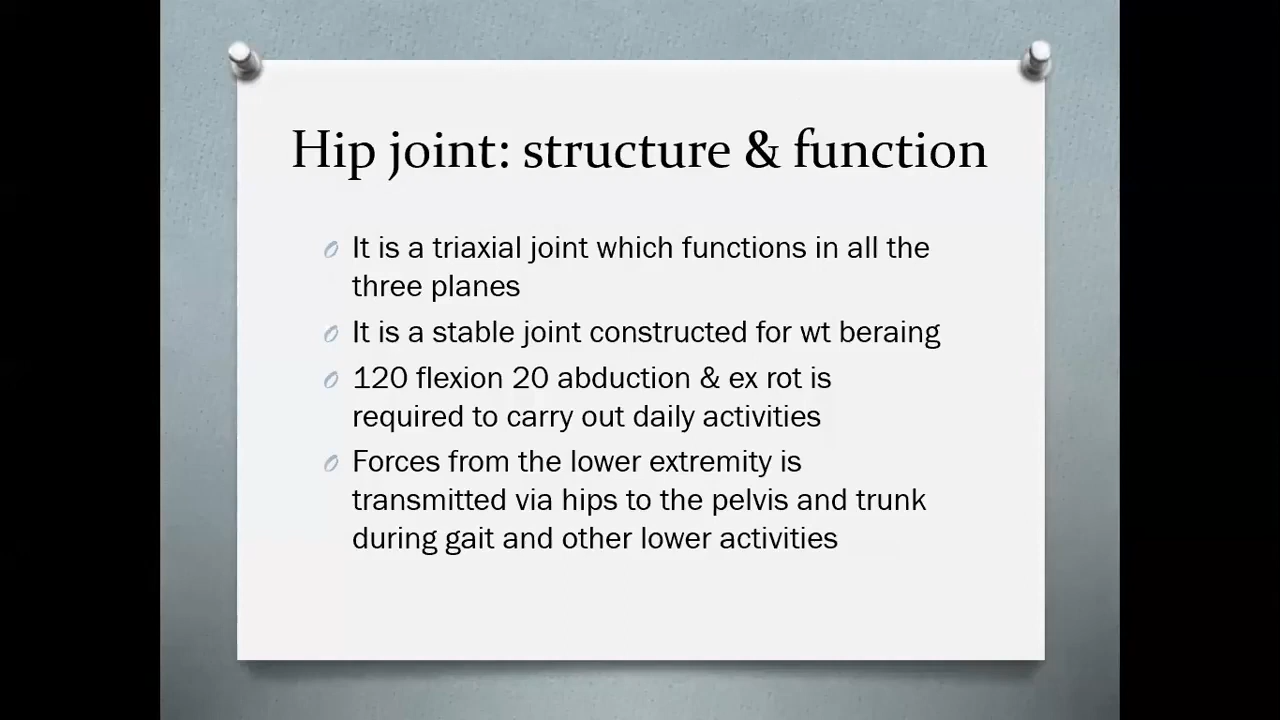 Hip joint: structure & function
It is a triaxial joint which functions in all the
three planes
It is a stable joint constructed for wt beraing
120 flexion 20 abduction & ex rot is
required to carry out daily activities
Forces from the lower extremity is
transmitted via hips to the pelvis and trunk
during gait and other lower activities